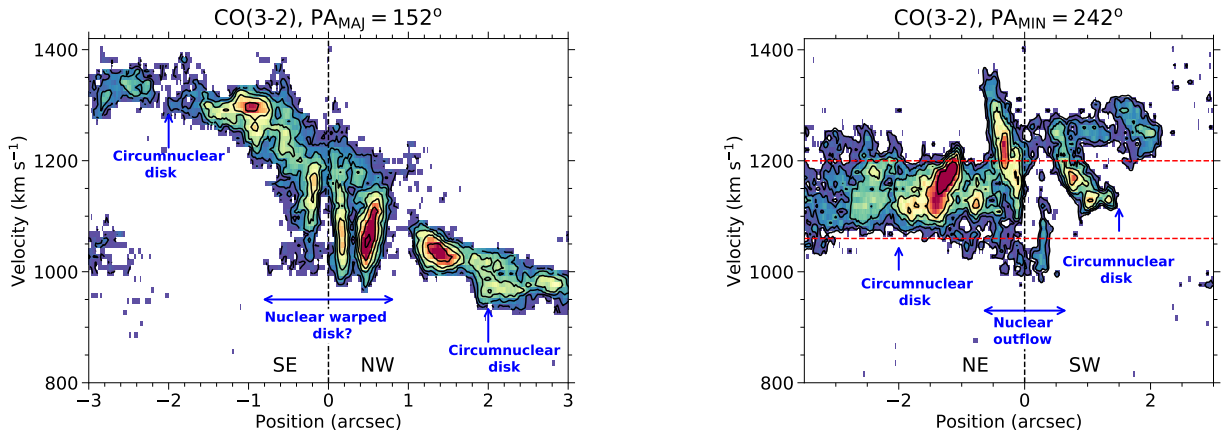 CO(3-2), PA_MAJ = 152°
1400
1200
1000
800
Velocity (km s⁻¹)
Circumnuclear
disk
Nuclear warped
disk?
Circumnuclear
disk
SE
NW
−3
−2
−1
0
1
2
3
Position (arcsec)
CO(3-2), PA_MIN = 242°
1400
1200
1000
800
Velocity (km s⁻¹)
Circumnuclear
disk
Circumnuclear
disk
Nuclear
outflow
NE
SW
−2
0
2
Position (arcsec)